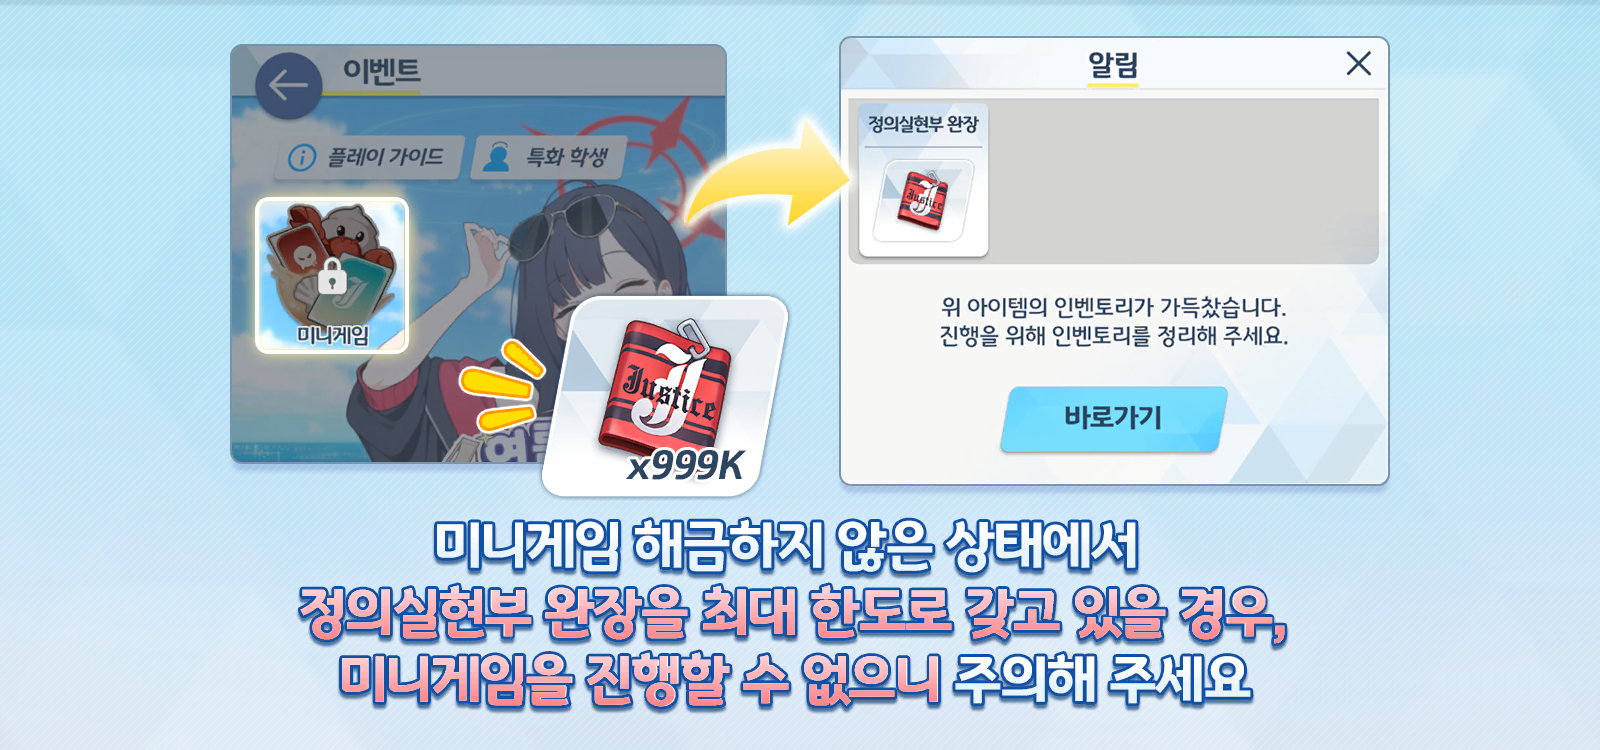 이벤트
플레이 가이드
특화 학생
미니게임
Justice
x999K
알림
정의실현부 완장
Justice
위 아이템의 인벤토리가 가득찼습니다.
진행을 위해 인벤토리를 정리해 주세요.
바로가기
미니게임 해금하지 않은 상태에서
정의실현부 완장을 최대 한도로 갖고 있을 경우,
미니게임을 진행할 수 없으니 주의해 주세요